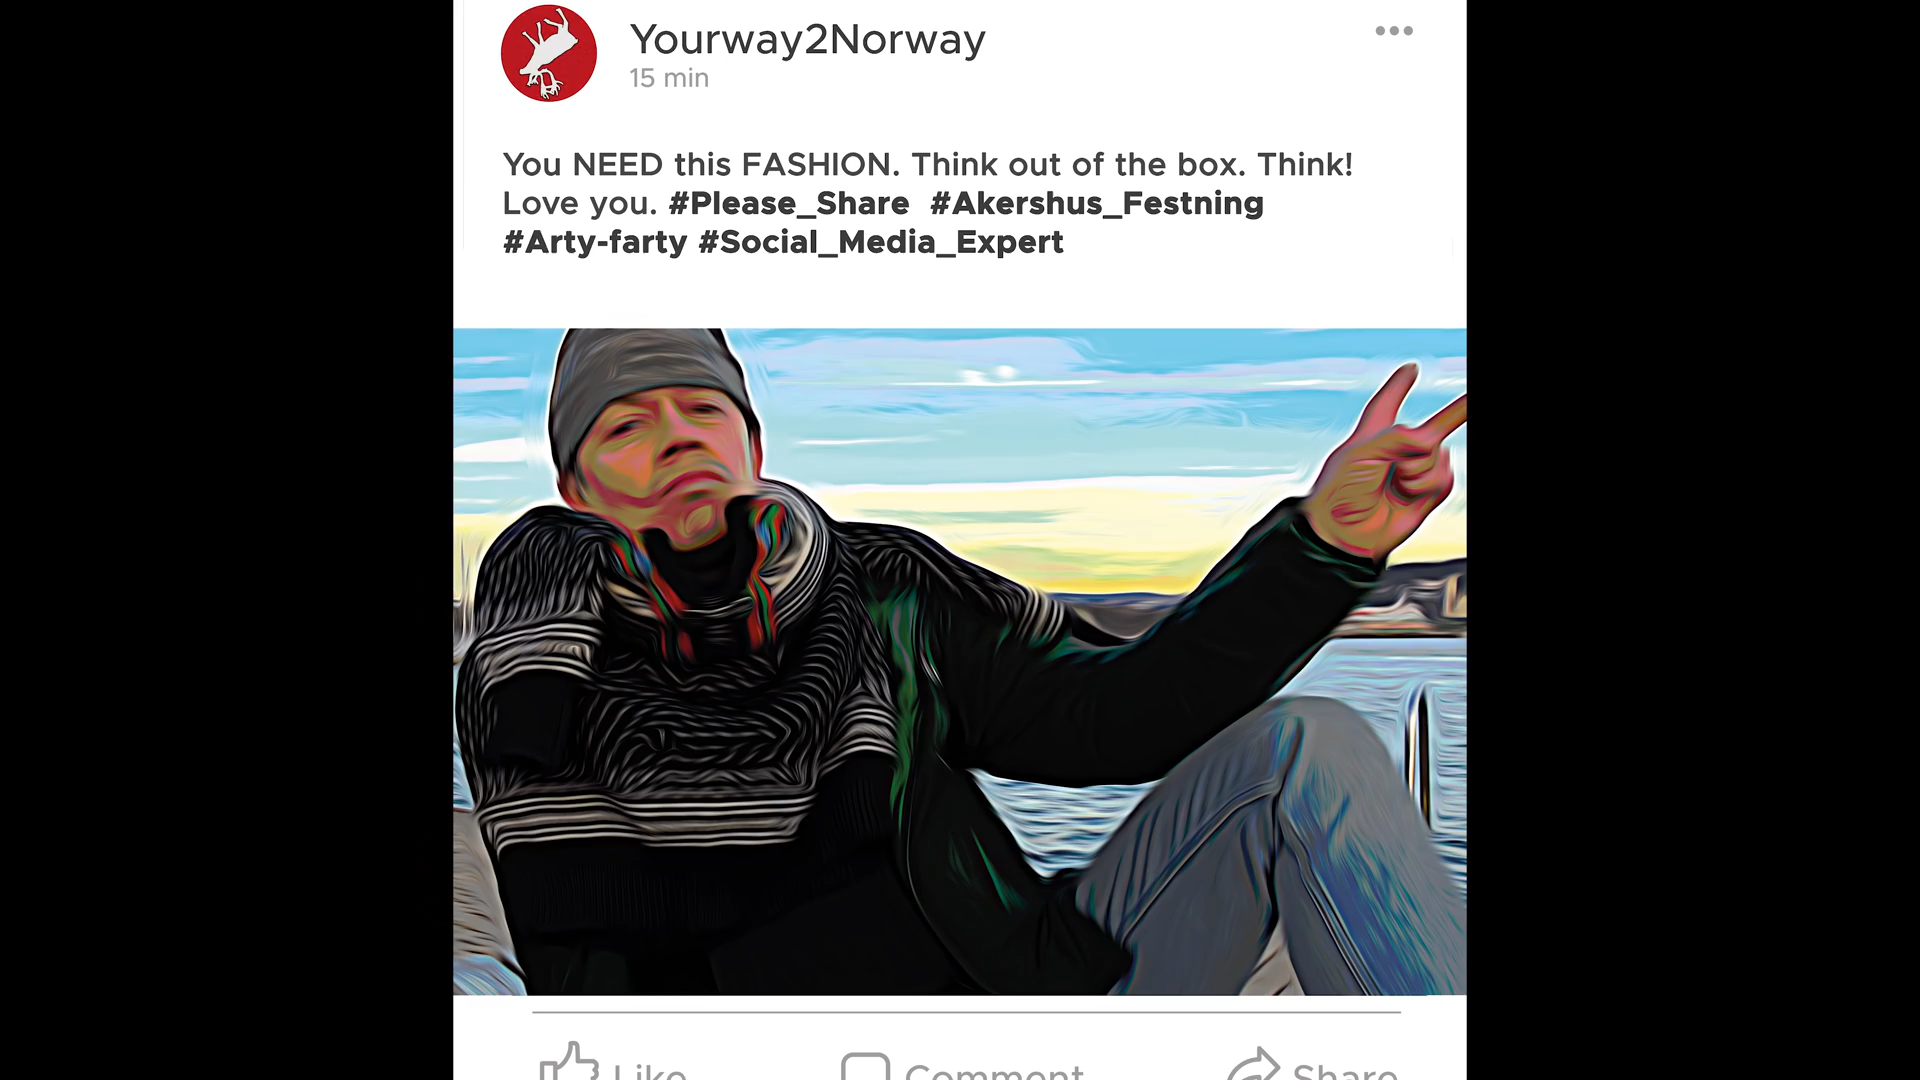 Yourway2Norway
15 min
You NEED this FASHION. Think out of the box. Think!
Love you. #Please_Share #Akershus_Festning
#Arty-farty #Social_Media_Expert
Like Comment Share